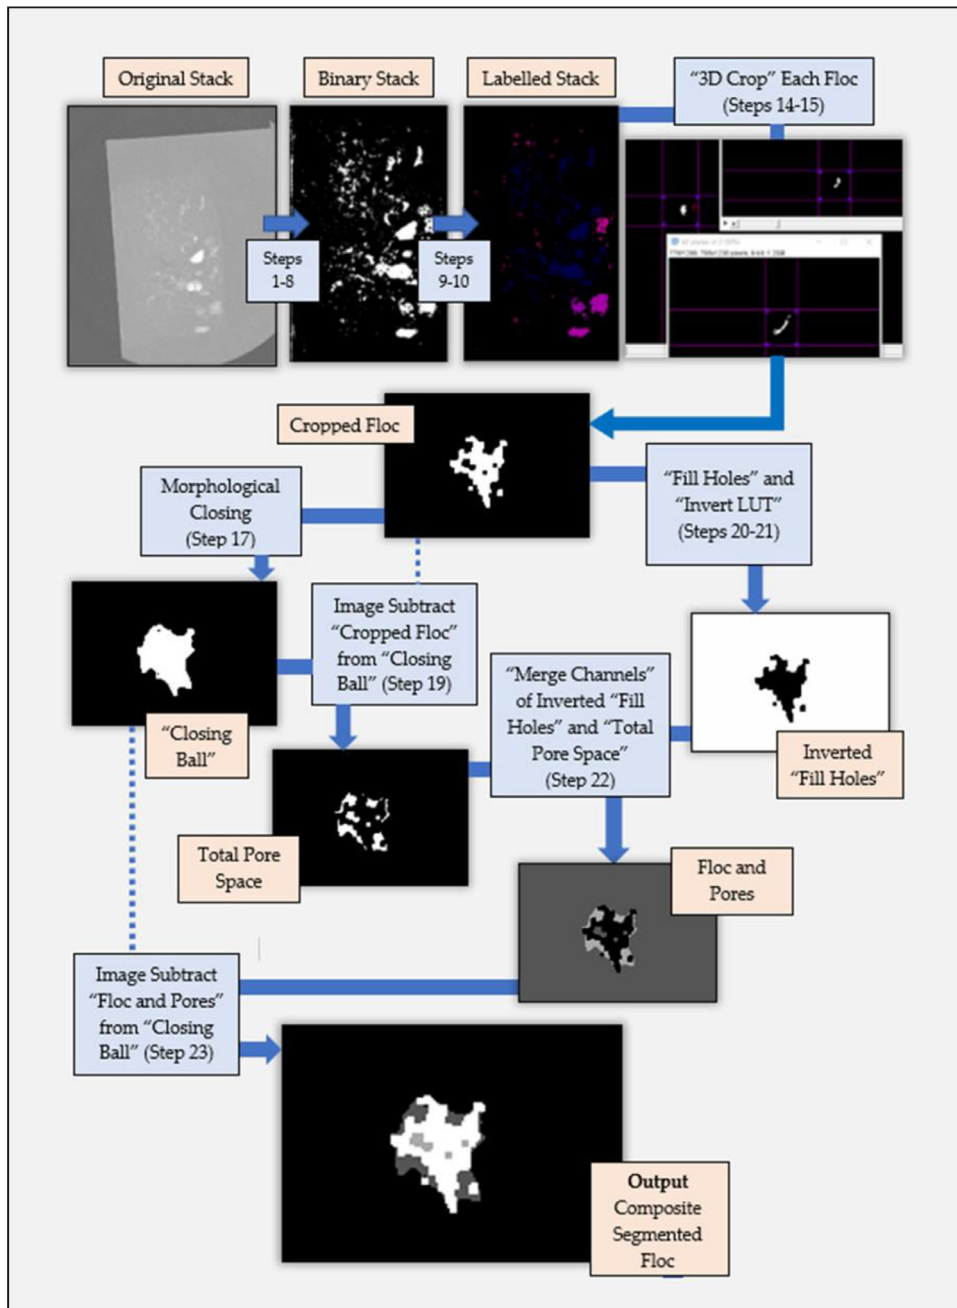 Original Stack
Binary Stack
Labelled Stack
“3D Crop” Each Floc
(Steps 14-15)
Steps
1-8
Steps
9-10
Cropped Floc
Morphological
Closing
(Step 17)
“Fill Holes” and
“Invert LUT”
(Steps 20-21)
Image Subtract
“Cropped Floc”
from “Closing
Ball” (Step 19)
“Merge Channels”
of Inverted “Fill
Holes” and “Total
Pore Space”
(Step 22)
“Closing
Ball”
Inverted
“Fill Holes”
Total Pore
Space
Floc and
Pores
Image Subtract
“Floc and Pores”
from “Closing
Ball” (Step 23)
Output
Composite
Segmented
Floc